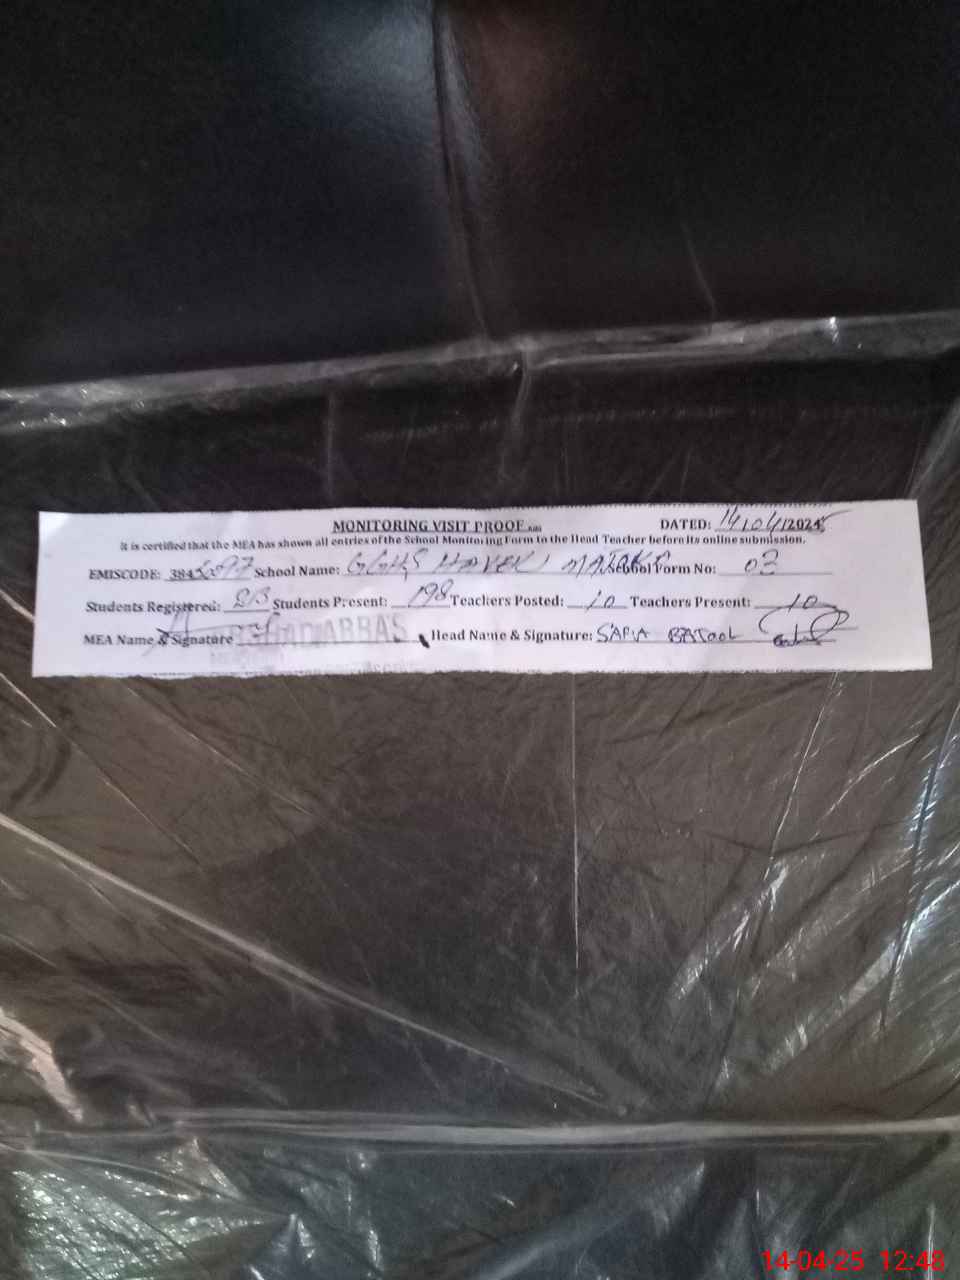 MONITORING VISIT PROOF DATED: 14/04/2025
It is certified that the MEA has shown all entries of the School Monitoring Form to the Head Teacher before its online submission.
EMISCODE: School Name: GGHS School Form No: 03
Students Registered: 213 Students Present: 198 Teachers Posted: 10 Teachers Present: 10
MEA Name & Signature ABBAS Head Name & Signature: SAFIA BATOOL
14-04-25 12:48